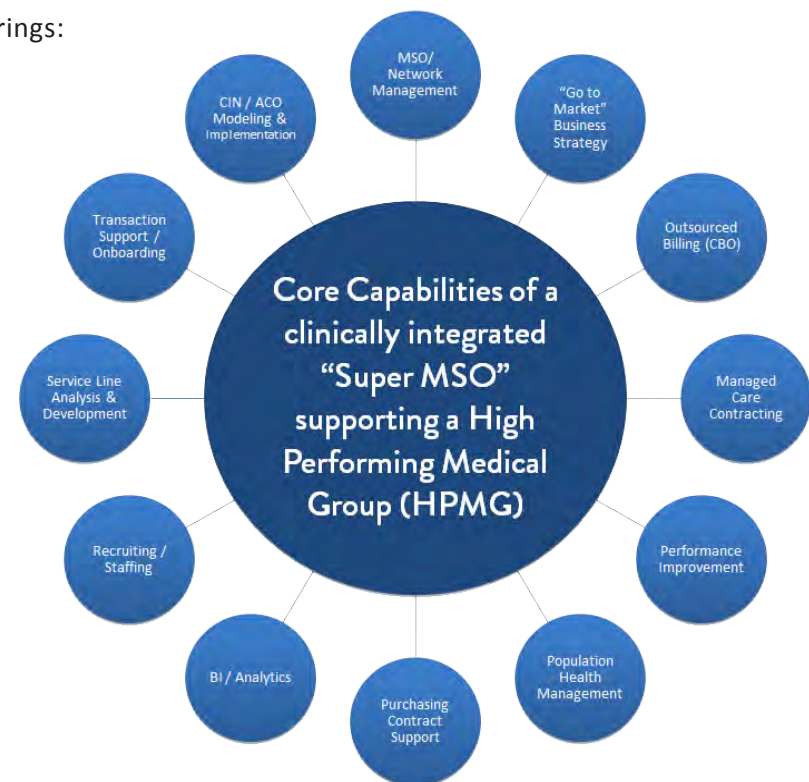 rings:
MSO/
Network
Management
"Go to
Market"
Business
Strategy
Outsourced
Billing (CBO)
Managed
Care
Contracting
Performance
Improvement
Population
Health
Management
Purchasing
Contract
Support
BI / Analytics
Recruiting /
Staffing
Service Line
Analysis &
Development
Transaction
Support /
Onboarding
CIN / ACO
Modeling &
Implementation
Core Capabilities of a
clinically integrated
“Super MSO”
supporting a High
Performing Medical
Group (HPMG)